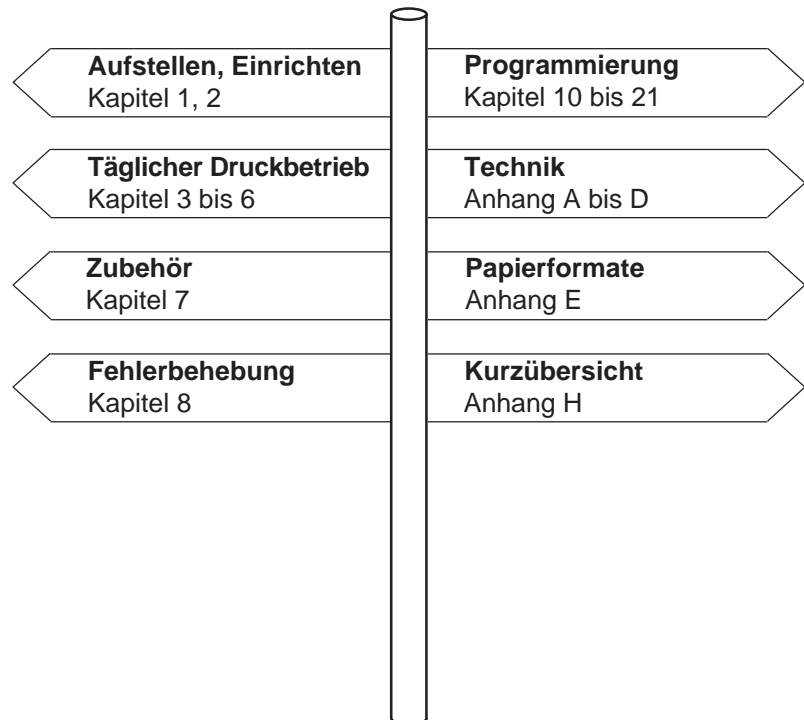 Aufstellen, Einrichten
Kapitel 1, 2
Täglicher Druckbetrieb
Kapitel 3 bis 6
Zubehör
Kapitel 7
Fehlerbehebung
Kapitel 8
Programmierung
Kapitel 10 bis 21
Technik
Anhang A bis D
Papierformate
Anhang E
Kurzübersicht
Anhang H